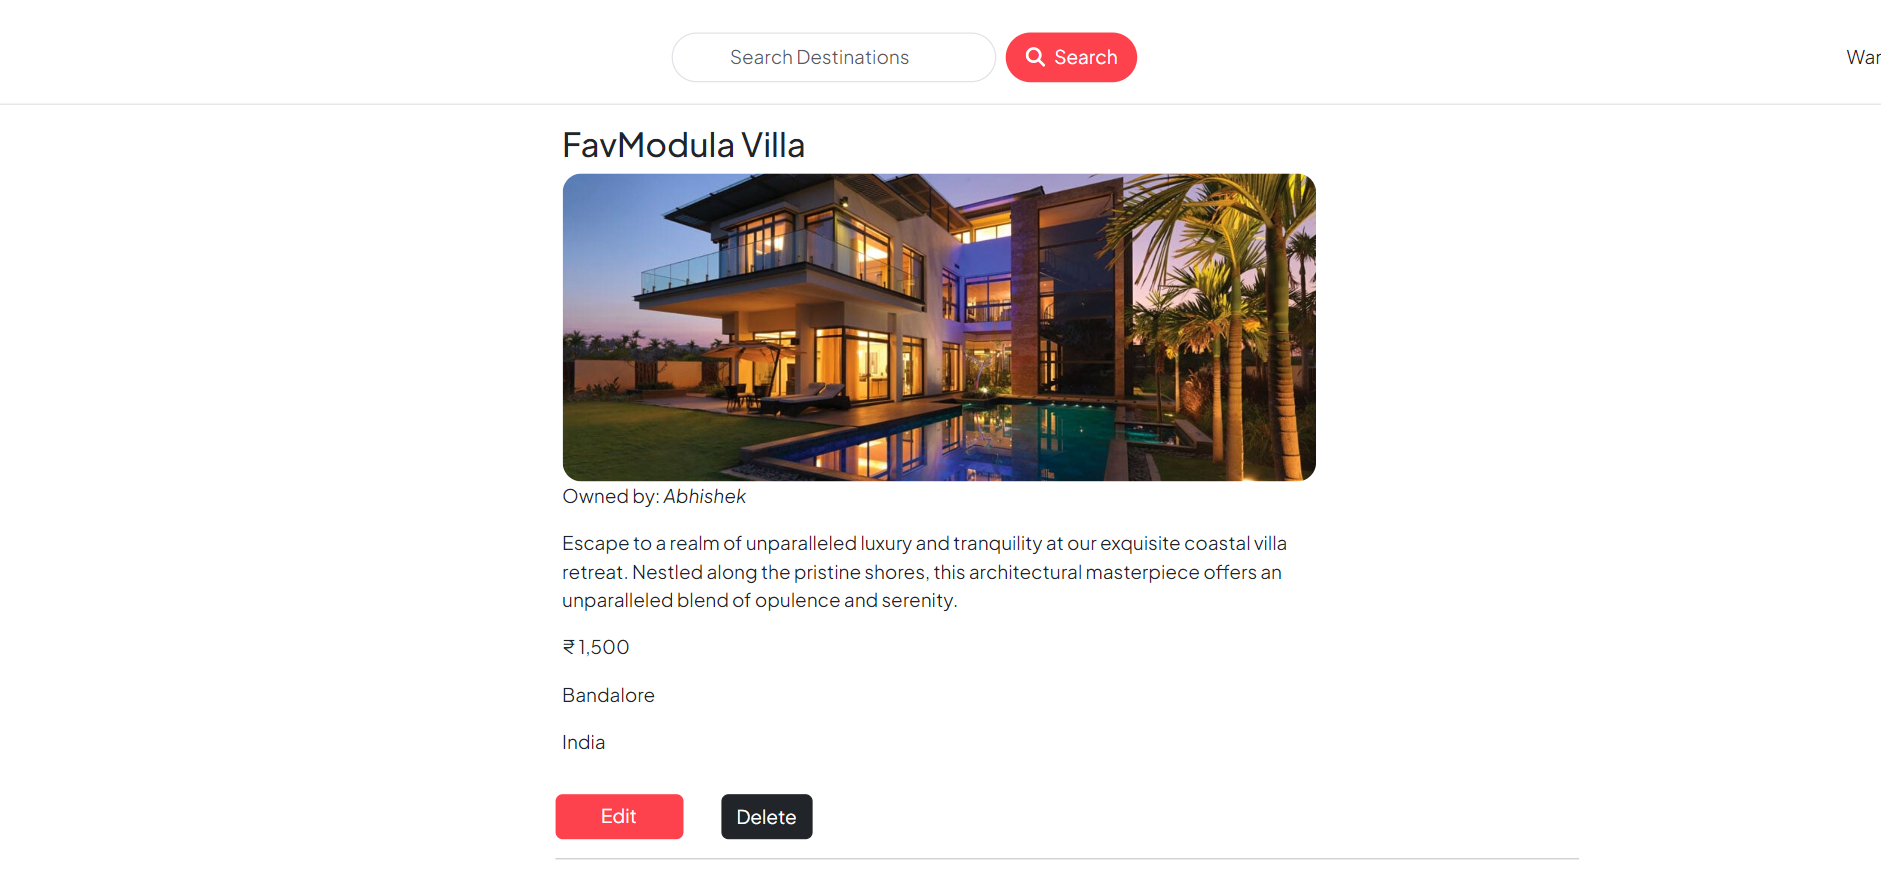 Search Destinations
Search
FavModula Villa
Owned by: Abhishek
Escape to a realm of unparalleled luxury and tranquility at our exquisite coastal villa
retreat. Nestled along the pristine shores, this architectural masterpiece offers an
unparalleled blend of opulence and serenity.
₹ 1,500
Bandalore
India
Edit
Delete